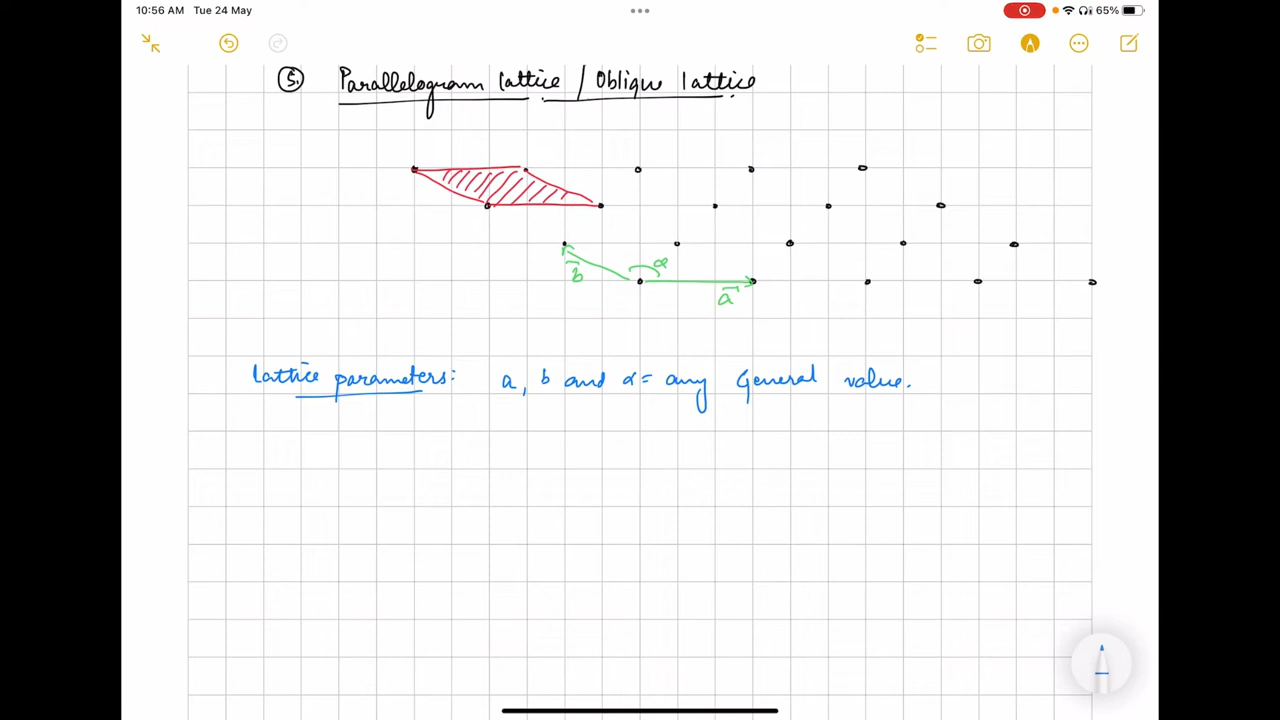 10:56 AM Tue 24 May
65%
5. Parallelogram lattice / Oblique lattice
α
b
a
lattice parameters: a, b and α = any General value.